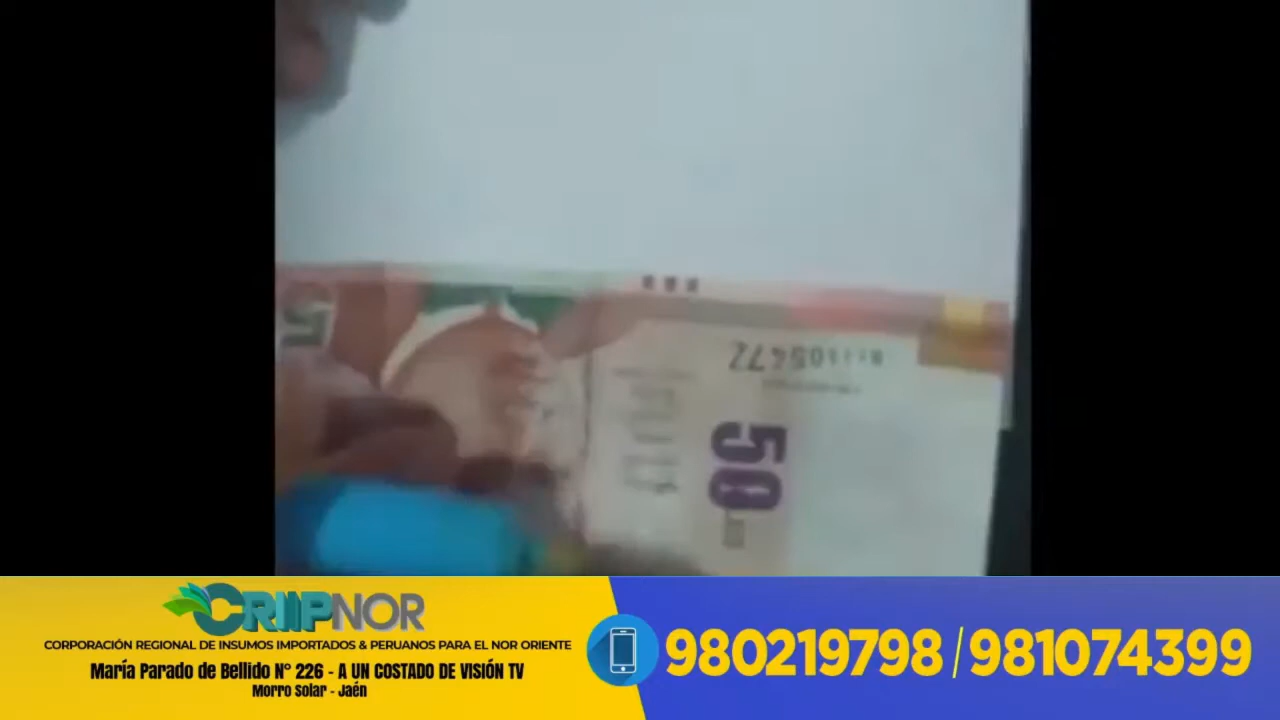 50
CRIIPNOR
CORPORACIÓN REGIONAL DE INSUMOS IMPORTADOS & PERUANOS PARA EL NOR ORIENTE
María Parado de Bellido N° 226 - A UN COSTADO DE VISIÓN TV
Morro Solar - Jaén
980219798 / 981074399